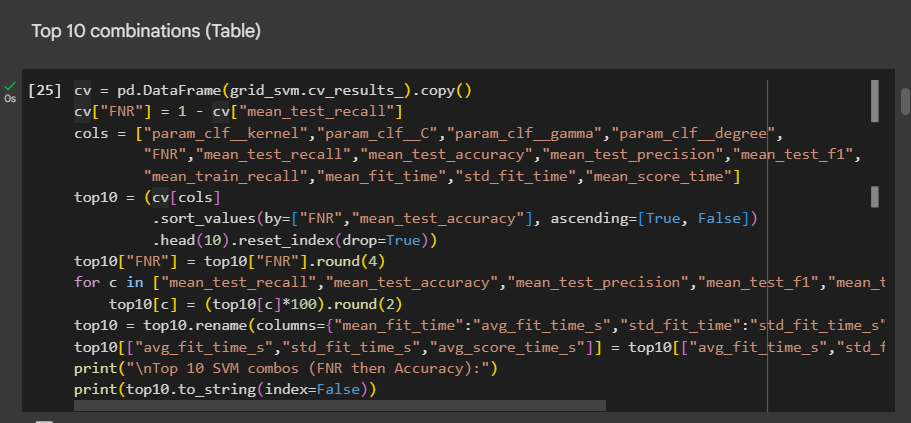 Top 10 combinations (Table)
0s
[25] cv = pd.DataFrame(grid_svm.cv_results_).copy()
cv["FNR"] = 1 - cv["mean_test_recall"]
cols = ["param_clf__kernel","param_clf__C","param_clf__gamma","param_clf__degree",
"FNR","mean_test_recall","mean_test_accuracy","mean_test_precision","mean_test_f1",
"mean_train_recall","mean_fit_time","std_fit_time","mean_score_time"]
top10 = (cv[cols]
.sort_values(by=["FNR","mean_test_accuracy"], ascending=[True, False])
.head(10).reset_index(drop=True))
top10["FNR"] = top10["FNR"].round(4)
for c in ["mean_test_recall","mean_test_accuracy","mean_test_precision","mean_test_f1","mean_t
top10[c] = (top10[c]*100).round(2)
top10 = top10.rename(columns={"mean_fit_time":"avg_fit_time_s","std_fit_time":"std_fit_time_s"
top10[["avg_fit_time_s","std_fit_time_s","avg_score_time_s"]] = top10[["avg_fit_time_s","std_f
print("\nTop 10 SVM combos (FNR then Accuracy):")
print(top10.to_string(index=False))